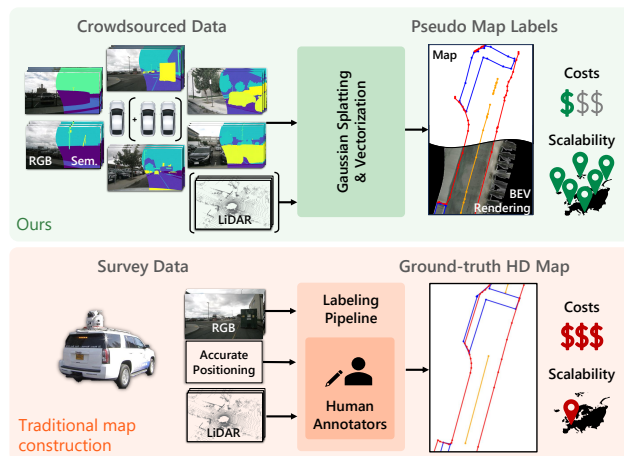 Crowdsourced Data
Pseudo Map Labels
+
RGB
Sem.
LiDAR
Ours
Gaussian Splatting
& Vectorization
Map
BEV
Rendering
Costs
$$$
Scalability
Survey Data
Ground-truth HD Map
RGB
Accurate
Positioning
LiDAR
Traditional map
construction
Labeling
Pipeline
Human
Annotators
Costs
$$$
Scalability